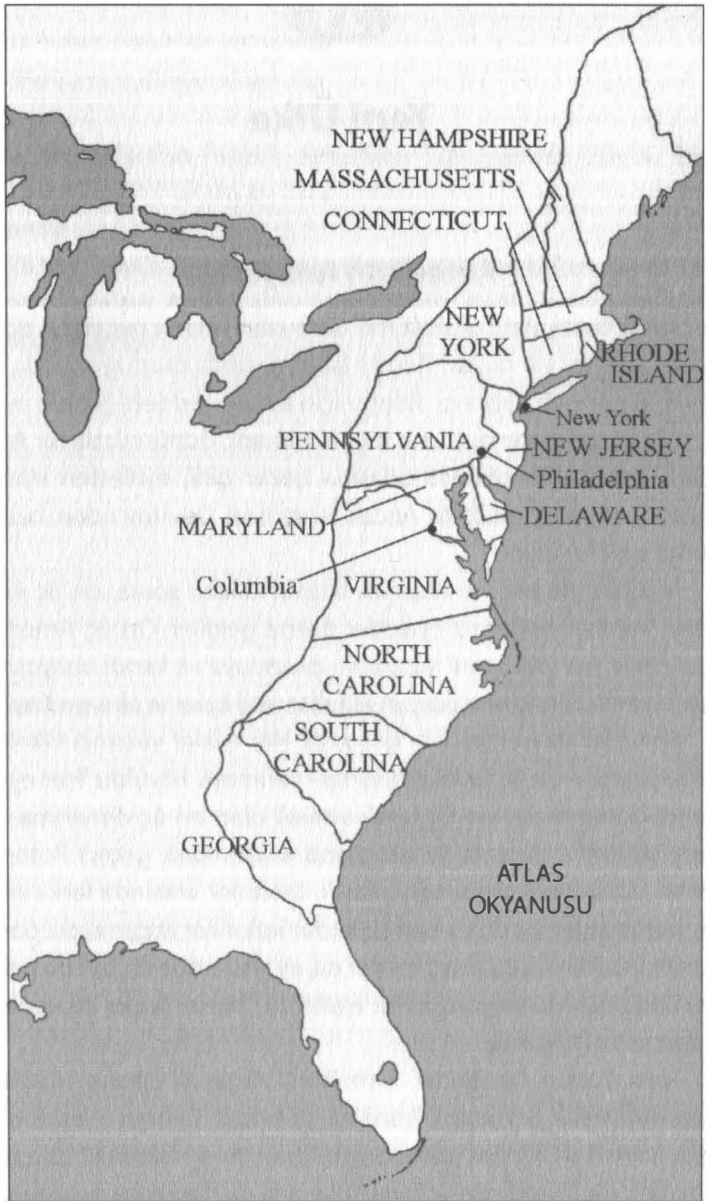 NEW HAMPSHIRE
MASSACHUSETTS
CONNECTICUT
NEW
YORK
RHODE
ISLAND
New York
PENNSYLVANIA
NEW JERSEY
Philadelphia
MARYLAND
DELAWARE
Columbia
VIRGINIA
NORTH
CAROLINA
SOUTH
CAROLINA
GEORGIA
ATLAS
OKYANUSU